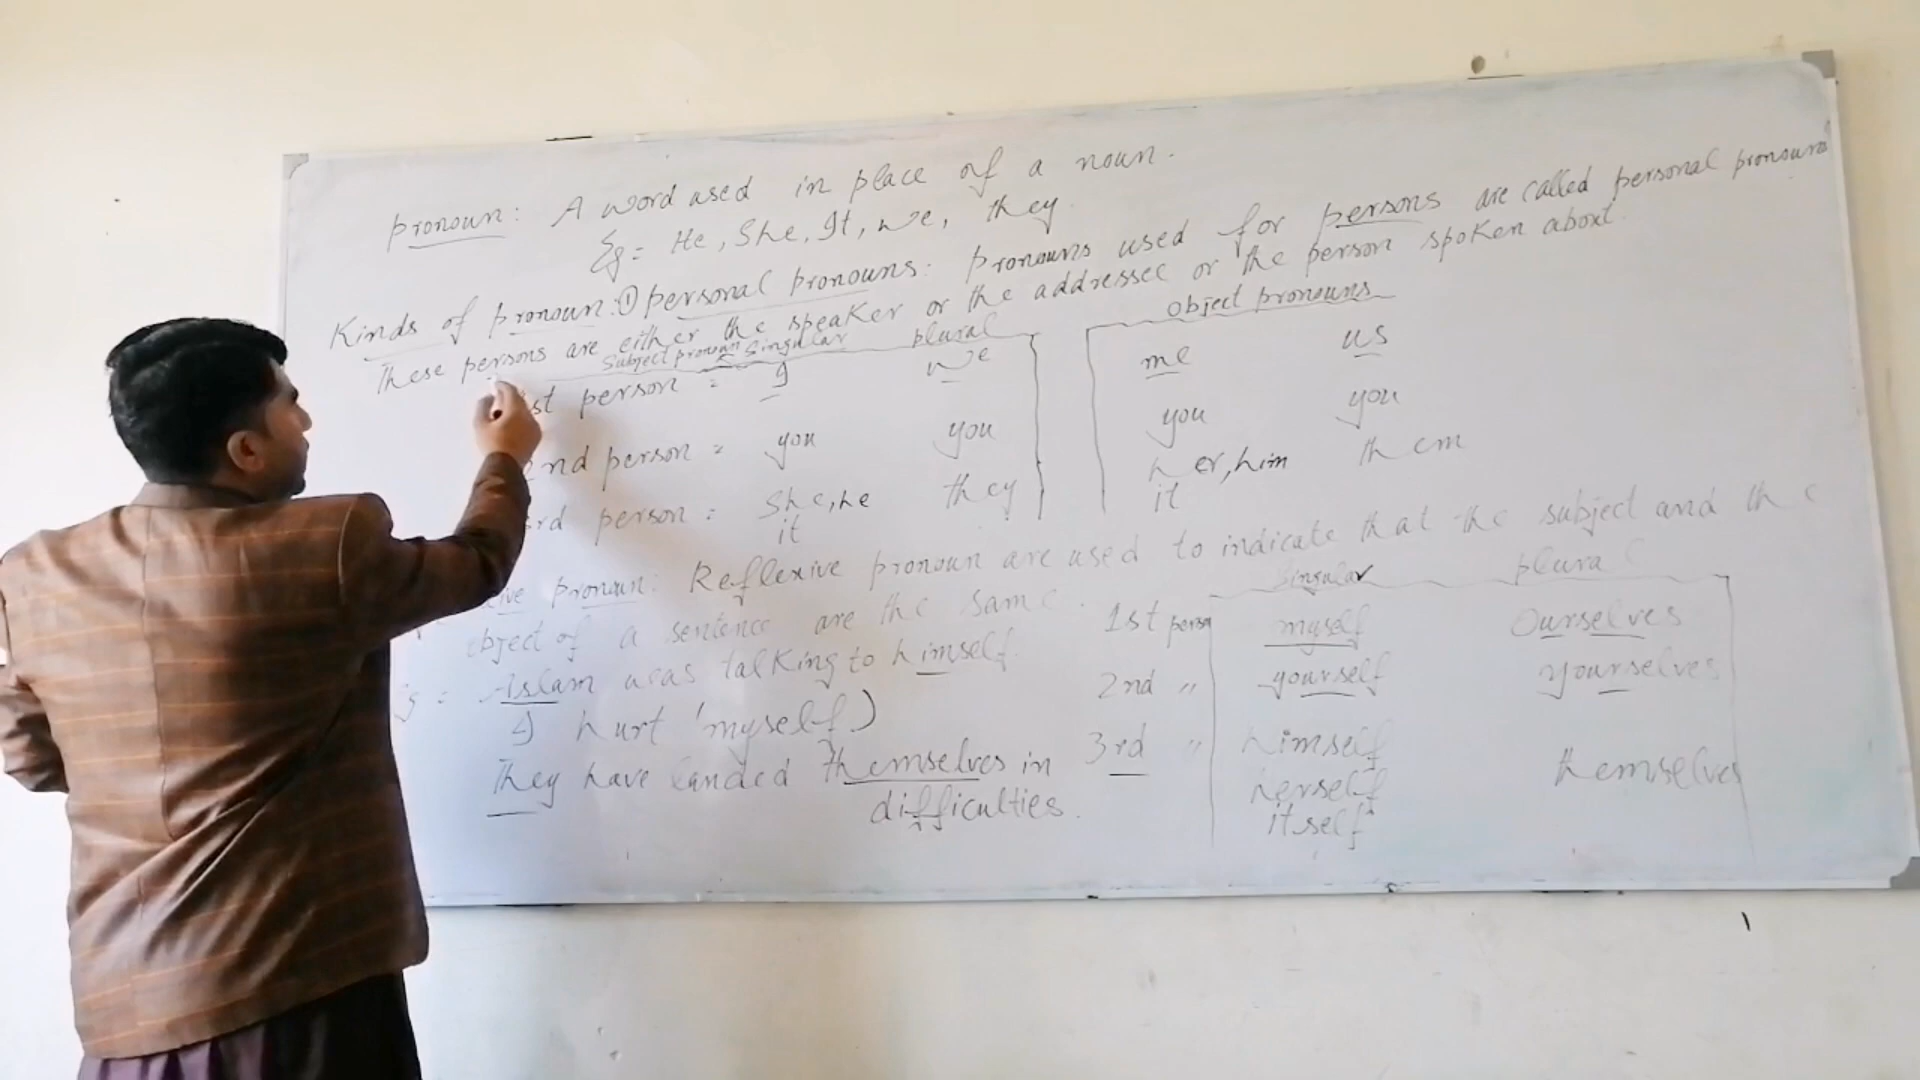 pronoun: A word used in place of a noun.
Eg = He, She, It, we, they.
Kinds of pronoun: ① personal pronouns: pronouns used for persons are called personal pronouns
These persons are either the speaker or the addressee or the person spoken about.
Subject pronoun Singular plural Object pronouns
1st person = I we me us
2nd person = you you you you
3rd person = She, he they her, him them
it it
pronoun: Reflexive pronoun are used to indicate that the subject and the
object of a sentence are the same.
Singular plural
1st person myself Ourselves
Aslam was talking to himself. 2nd " yourself yourselves
I hurt (myself) 3rd " himself themselves
They have landed themselves in herself
difficulties. itself